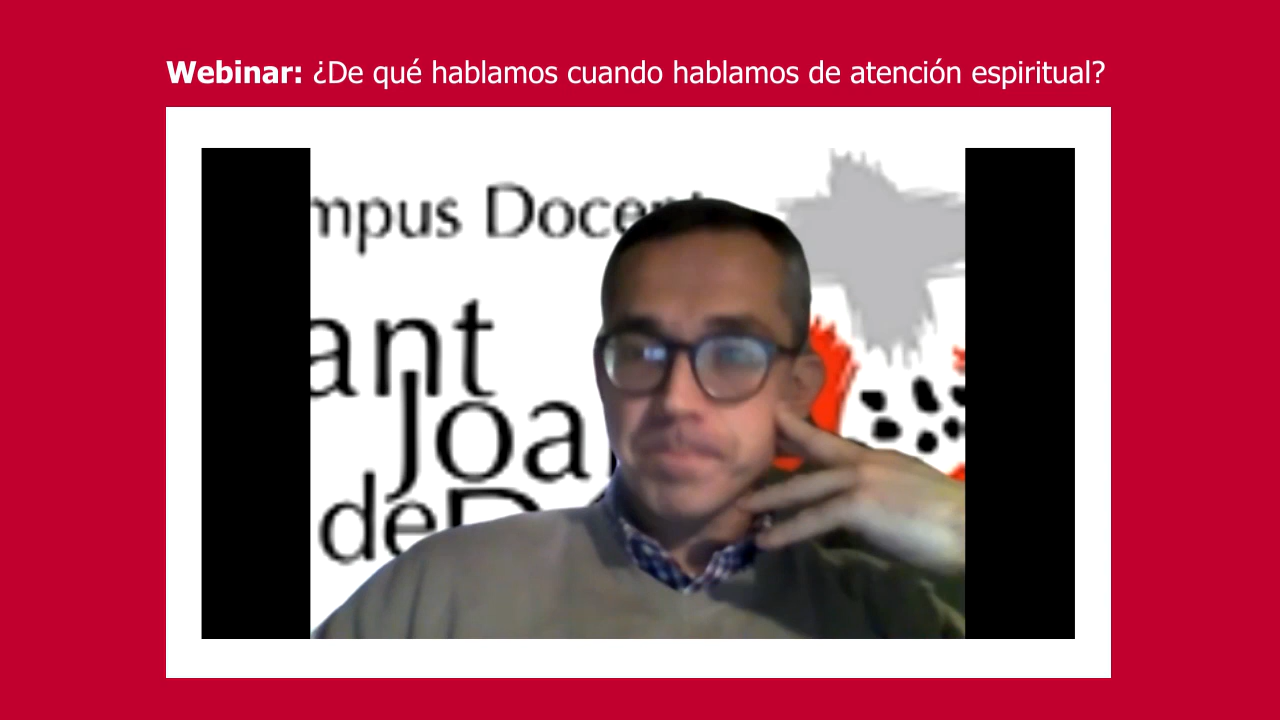 Webinar: ¿De qué hablamos cuando hablamos de atención espiritual?
mpus Docen
ant
Joa
de